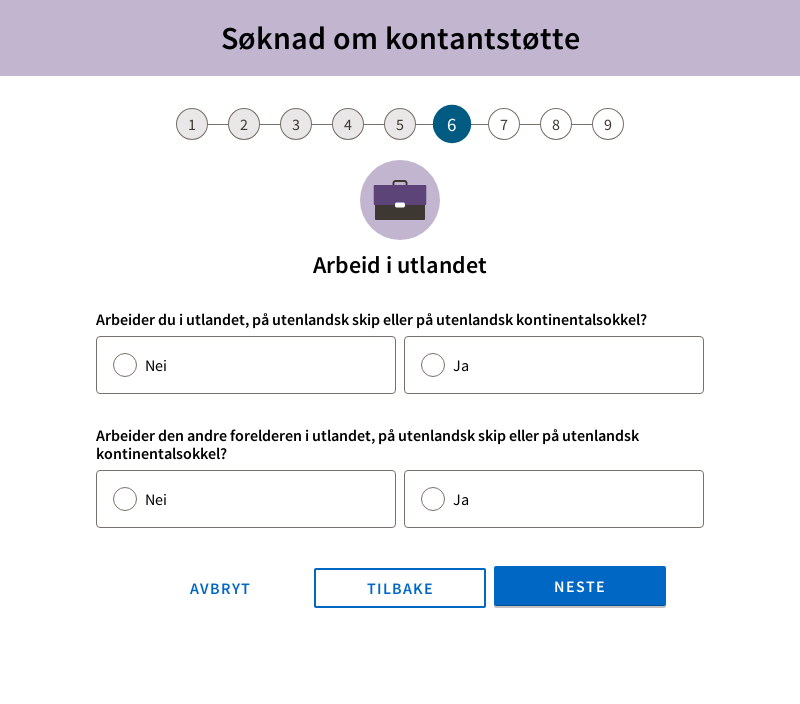 Søknad om kontantstøtte
1 2 3 4 5 6 7 8 9
Arbeid i utlandet
Arbeider du i utlandet, på utenlandsk skip eller på utenlandsk kontinentalsokkel?
Nei Ja
Arbeider den andre forelderen i utlandet, på utenlandsk skip eller på utenlandsk
kontinentalsokkel?
Nei Ja
AVBRYT TILBAKE NESTE